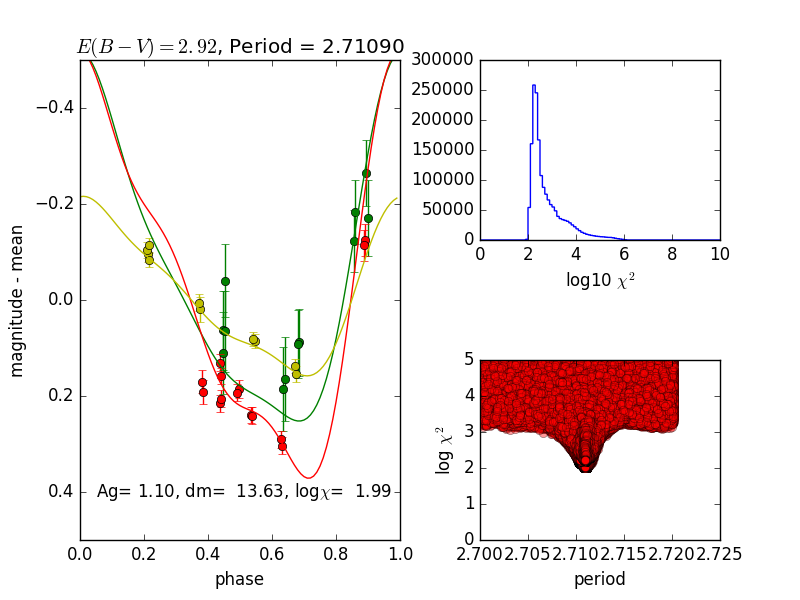 E(B−V)=2.92, Period = 2.71090
magnitude - mean
−0.4
−0.2
0.0
0.2
0.4
Ag= 1.10, dm= 13.63, logχ= 1.99
0.0 0.2 0.4 0.6 0.8 1.0
phase
300000
250000
200000
150000
100000
50000
0
0 2 4 6 8 10
log10 χ²
log χ²
5
4
3
2
1
0
2.700 2.705 2.710 2.715 2.720 2.725
period